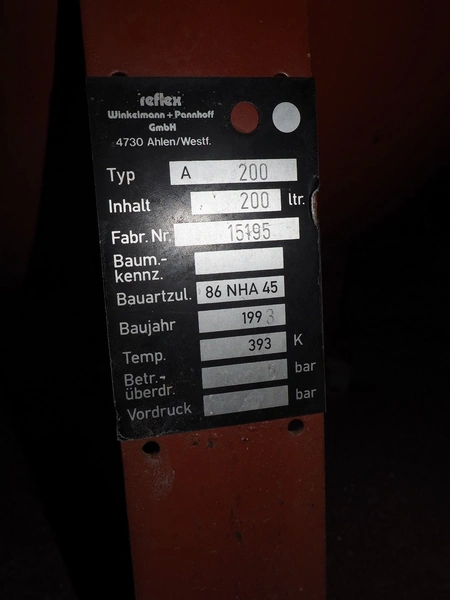 reflex
Winkelmann + Pannhoff
GmbH
4730 Ahlen/Westf.
Typ A 200
Inhalt 200 ltr.
Fabr. Nr. 15195
Baum.-
kennz.
Bauartzul. 86 NHA 45
Baujahr 1993
Temp. 393 K
Betr.-
überdr. bar
Vordruck bar